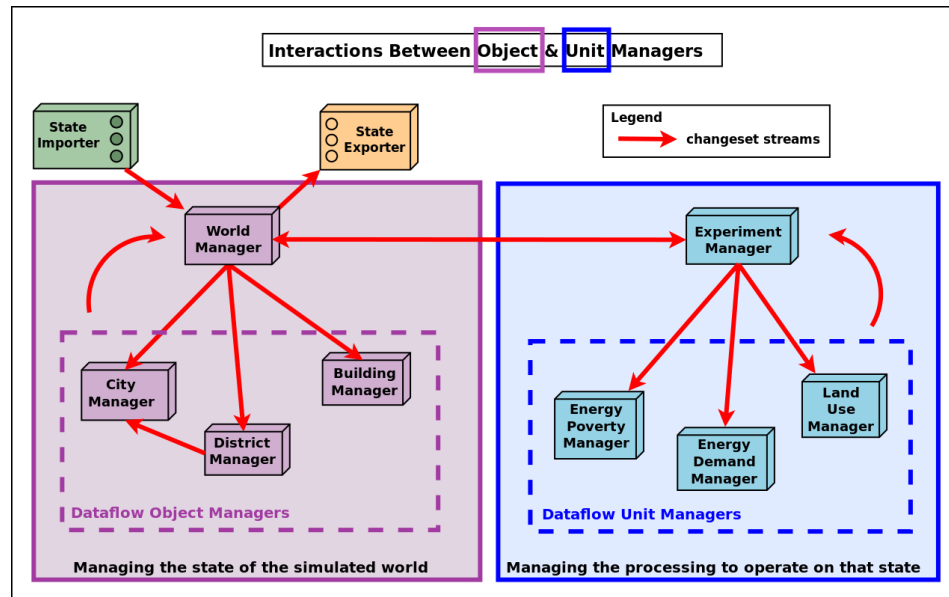 Interactions Between Object & Unit Managers
State
Importer
State
Exporter
Legend
changeset streams
World
Manager
Experiment
Manager
City
Manager
Building
Manager
District
Manager
Energy
Poverty
Manager
Energy
Demand
Manager
Land
Use
Manager
Dataflow Object Managers
Dataflow Unit Managers
Managing the state of the simulated world
Managing the processing to operate on that state